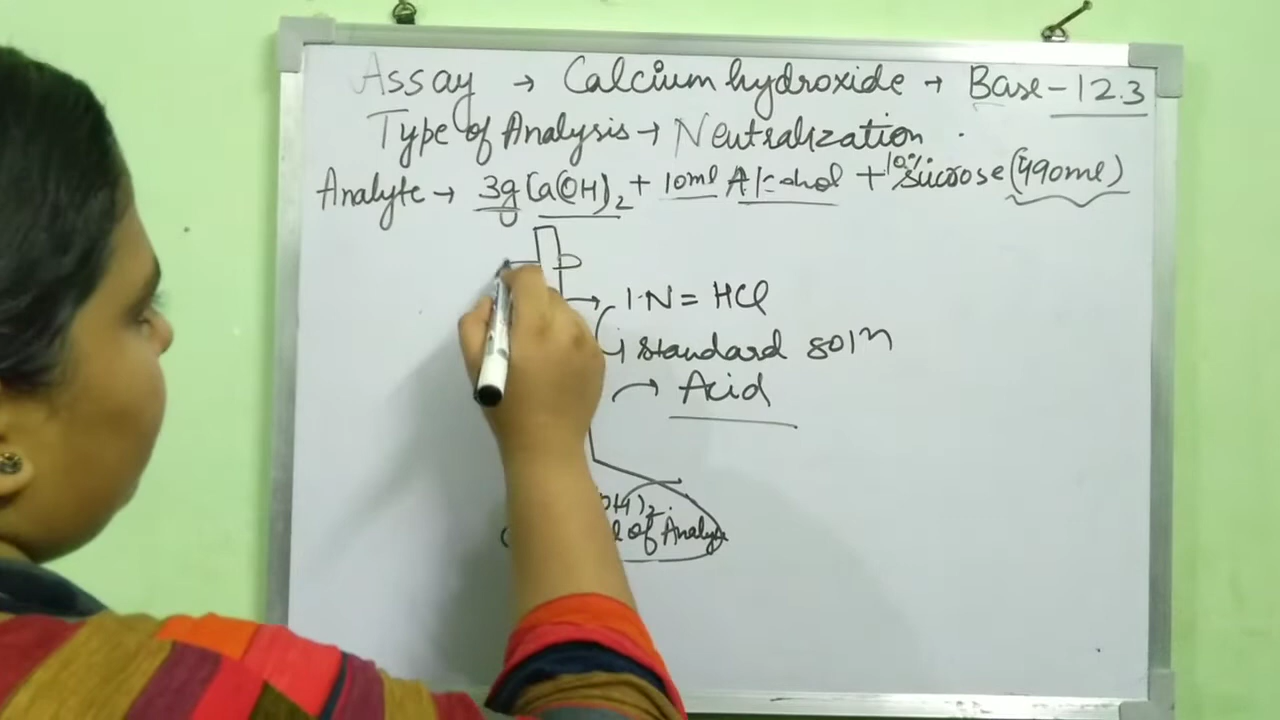 Assay → Calcium hydroxide → Base - 12.3
Type of Analysis → Neutralization.
Analyte → 3g Ca(OH)2 + 10ml Alcohol + 10% Sucrose (490ml)
1·N = HCl
standard soln
Acid
OH)2
of Analyte